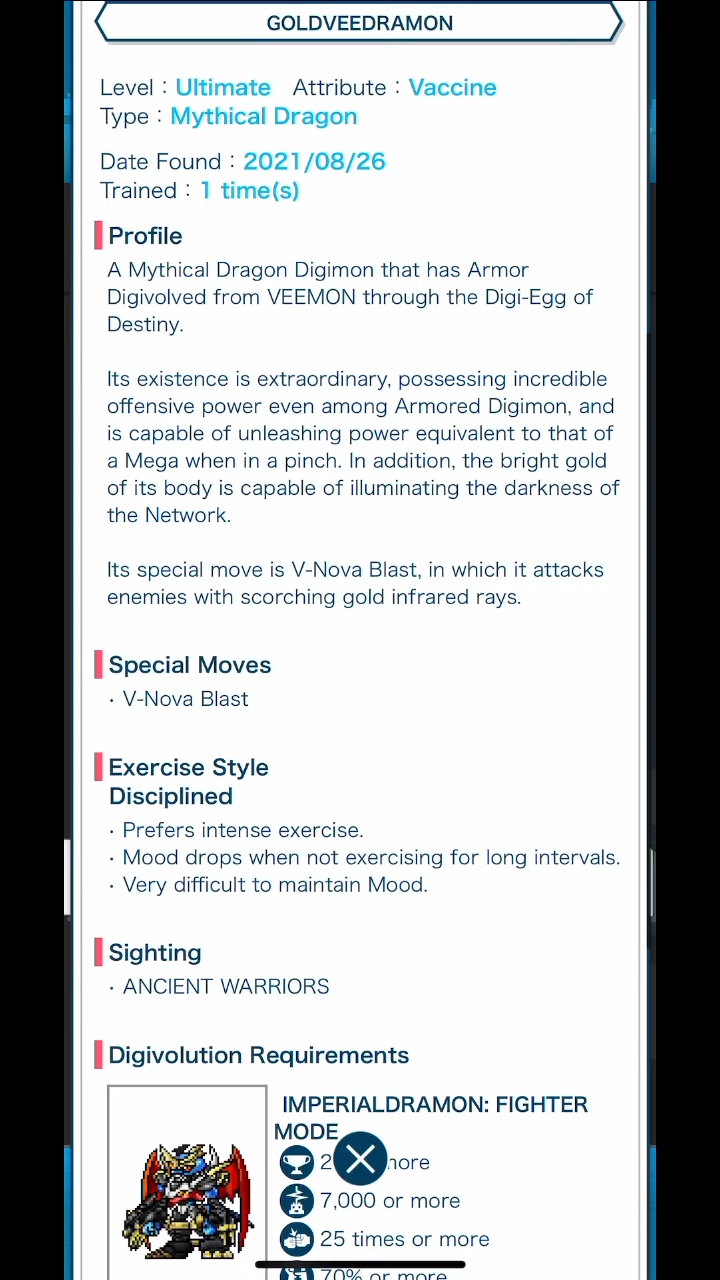 GOLDVEEDRAMON
Level : Ultimate Attribute : Vaccine
Type : Mythical Dragon
Date Found : 2021/08/26
Trained : 1 time(s)
Profile
A Mythical Dragon Digimon that has Armor
Digivolved from VEEMON through the Digi-Egg of
Destiny.
Its existence is extraordinary, possessing incredible
offensive power even among Armored Digimon, and
is capable of unleashing power equivalent to that of
a Mega when in a pinch. In addition, the bright gold
of its body is capable of illuminating the darkness of
the Network.
Its special move is V-Nova Blast, in which it attacks
enemies with scorching gold infrared rays.
Special Moves
· V-Nova Blast
Exercise Style
Disciplined
· Prefers intense exercise.
· Mood drops when not exercising for long intervals.
· Very difficult to maintain Mood.
Sighting
· ANCIENT WARRIORS
Digivolution Requirements
IMPERIALDRAMON: FIGHTER
MODE
more
7,000 or more
25 times or more
70% or more